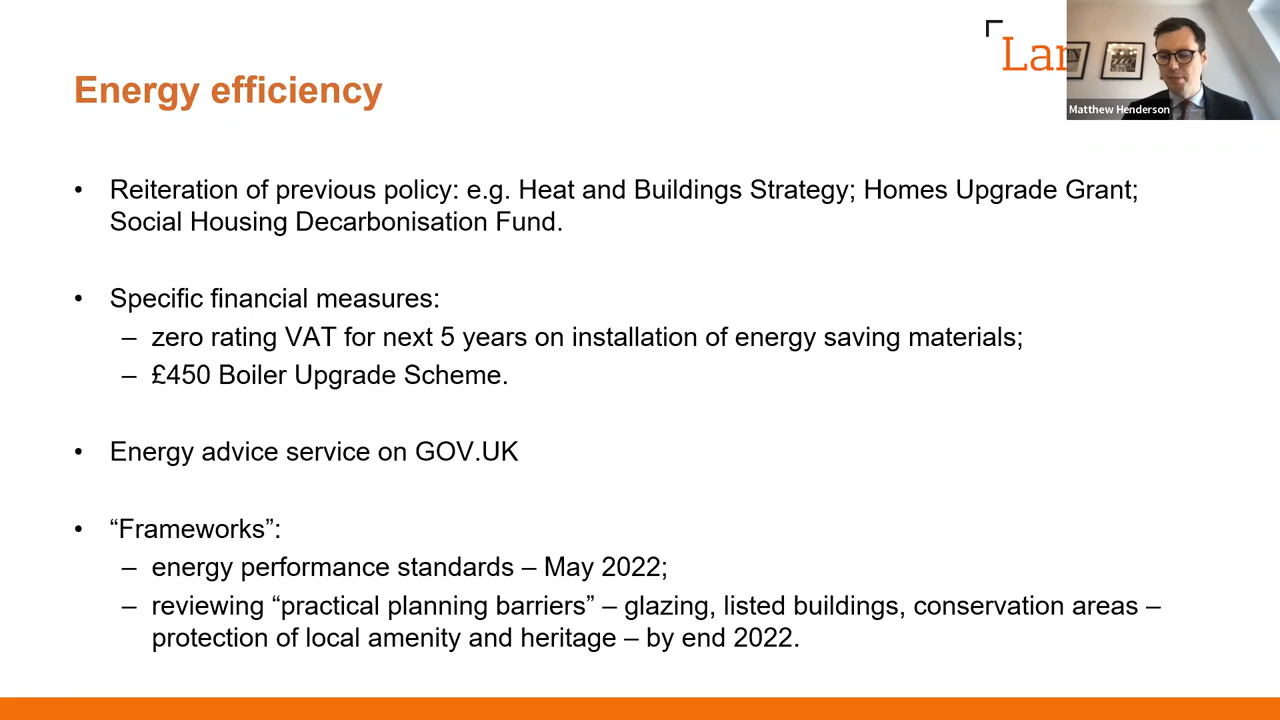 Lan
Matthew Henderson
Energy efficiency
• Reiteration of previous policy: e.g. Heat and Buildings Strategy; Homes Upgrade Grant;
Social Housing Decarbonisation Fund.
• Specific financial measures:
– zero rating VAT for next 5 years on installation of energy saving materials;
– £450 Boiler Upgrade Scheme.
• Energy advice service on GOV.UK
• “Frameworks”:
– energy performance standards – May 2022;
– reviewing “practical planning barriers” – glazing, listed buildings, conservation areas –
protection of local amenity and heritage – by end 2022.